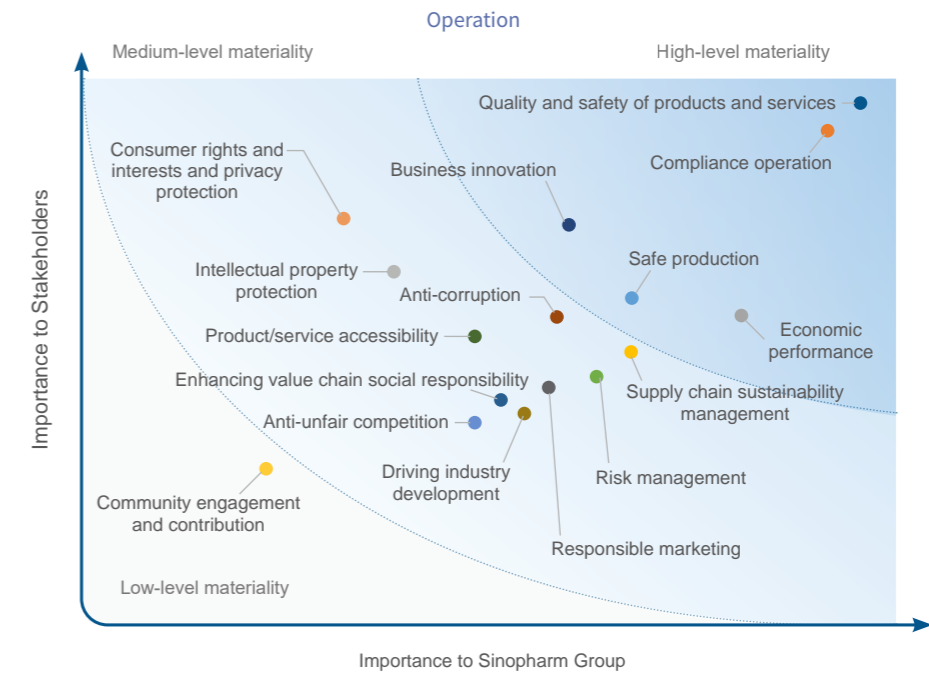 Operation
Medium-level materiality
High-level materiality
Quality and safety of products and services
Compliance operation
Consumer rights and
interests and privacy
protection
Business innovation
Safe production
Intellectual property
protection
Anti-corruption
Economic
performance
Product/service accessibility
Enhancing value chain social responsibility
Supply chain sustainability
management
Anti-unfair competition
Driving industry
development
Risk management
Community engagement
and contribution
Responsible marketing
Low-level materiality
Importance to Stakeholders
Importance to Sinopharm Group